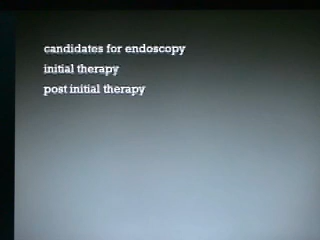 candidates for endoscopy
initial therapy
post initial therapy